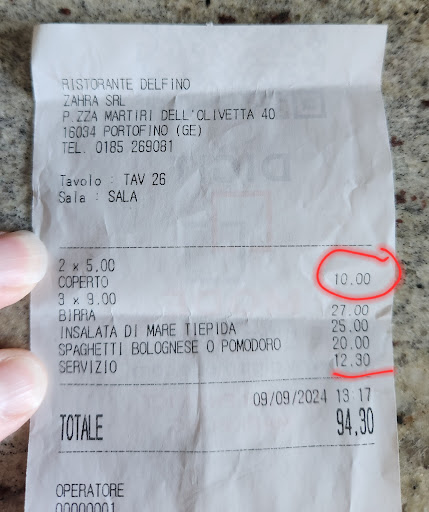 RISTORANTE DELFINO
ZAHRA SRL
P.ZZA MARTIRI DELL'OLIVETTA 40
16034 PORTOFINO (GE)
TEL. 0185 269081
Tavolo : TAV 26
Sala : SALA
2 x 5,00
COPERTO 10,00
3 x 9,00
BIRRA 27,00
INSALATA DI MARE TIEPIDA 25,00
SPAGHETTI BOLOGNESE O POMODORO 20,00
SERVIZIO 12,30
09/09/2024 13:17
TOTALE 94,30
OPERATORE
00000001